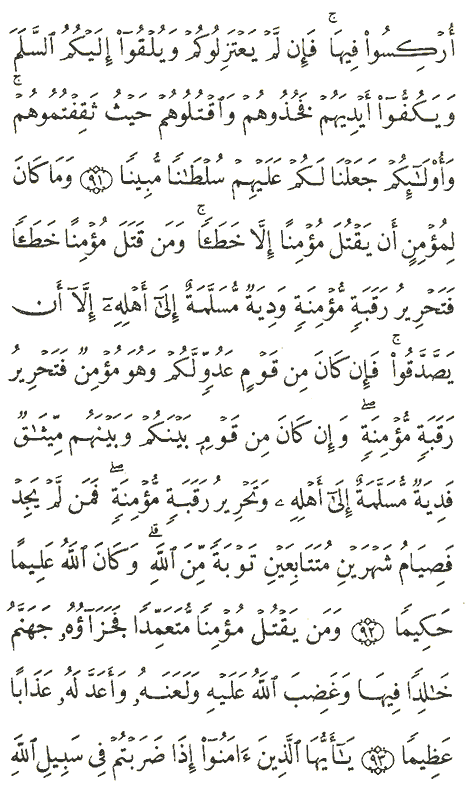 أُرۡكِسُواْ فِيهَاۚ فَإِن لَّمۡ يَعۡتَزِلُوكُمۡ وَيُلۡقُوٓاْ إِلَيۡكُمُ ٱلسَّلَمَ
وَيَكُفُّوٓاْ أَيۡدِيَهُمۡ فَخُذُوهُمۡ وَٱقۡتُلُوهُمۡ حَيۡثُ ثَقِفۡتُمُوهُمۡۚ
وَأُوْلَـٰٓئِكُمۡ جَعَلۡنَا لَكُمۡ عَلَيۡهِمۡ سُلۡطَـٰنٗا مُّبِينٗا ٩١ وَمَا كَانَ
لِمُؤۡمِنٍ أَن يَقۡتُلَ مُؤۡمِنًا إِلَّا خَطَـٔٗاۚ وَمَن قَتَلَ مُؤۡمِنًا خَطَـٔٗا
فَتَحۡرِيرُ رَقَبَةٖ مُّؤۡمِنَةٖ وَدِيَةٞ مُّسَلَّمَةٌ إِلَىٰٓ أَهۡلِهِۦٓ إِلَّآ أَن
يَصَّدَّقُواْۚ فَإِن كَانَ مِن قَوۡمٍ عَدُوّٖ لَّكُمۡ وَهُوَ مُؤۡمِنٞ فَتَحۡرِيرُ
رَقَبَةٖ مُّؤۡمِنَةٖۖ وَإِن كَانَ مِن قَوۡمِۭ بَيۡنَكُمۡ وَبَيۡنَهُم مِّيثَـٰقٞ
فَدِيَةٞ مُّسَلَّمَةٌ إِلَىٰٓ أَهۡلِهِۦ وَتَحۡرِيرُ رَقَبَةٖ مُّؤۡمِنَةٖۖ فَمَن لَّمۡ يَجِدۡ
فَصِيَامُ شَهۡرَيۡنِ مُتَتَابِعَيۡنِ تَوۡبَةٗ مِّنَ ٱللَّهِۗ وَكَانَ ٱللَّهُ عَلِيمًا
حَكِيمٗا ٩٢ وَمَن يَقۡتُلۡ مُؤۡمِنٗا مُّتَعَمِّدٗا فَجَزَآؤُهُۥ جَهَنَّمُ
خَٰلِدٗا فِيهَا وَغَضِبَ ٱللَّهُ عَلَيۡهِ وَلَعَنَهُۥ وَأَعَدَّ لَهُۥ عَذَابًا
عَظِيمٗا ٩٣ يَـٰٓأَيُّهَا ٱلَّذِينَ ءَامَنُوٓاْ إِذَا ضَرَبۡتُمۡ فِي سَبِيلِ ٱللَّهِ